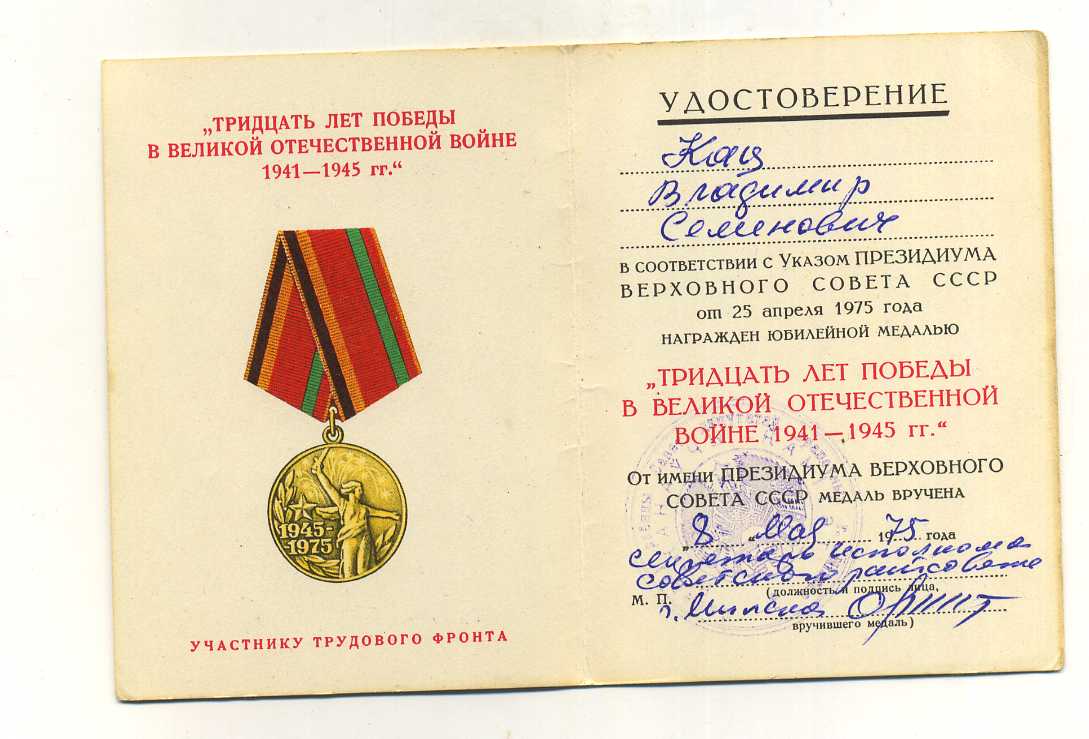 „ТРИДЦАТЬ ЛЕТ ПОБЕДЫ
В ВЕЛИКОЙ ОТЕЧЕСТВЕННОЙ ВОЙНЕ
1941—1945 гг.“
1945-
-1975
УЧАСТНИКУ ТРУДОВОГО ФРОНТА
УДОСТОВЕРЕНИЕ
Кац
Владимир
Семенович
В СООТВЕТСТВИИ С УКАЗОМ ПРЕЗИДИУМА
ВЕРХОВНОГО СОВЕТА СССР
от 25 апреля 1975 года
НАГРАЖДЕН ЮБИЛЕЙНОЙ МЕДАЛЬЮ
„ТРИДЦАТЬ ЛЕТ ПОБЕДЫ
В ВЕЛИКОЙ ОТЕЧЕСТВЕННОЙ
ВОЙНЕ 1941—1945 гг.“
От имени ПРЕЗИДИУМА ВЕРХОВНОГО
СОВЕТА СССР МЕДАЛЬ ВРУЧЕНА
„8“ мая 1975 года
секретарь исполкома
Советского райсовета
М. П. (должность и подпись лица,
г. Минска
вручившего медаль)